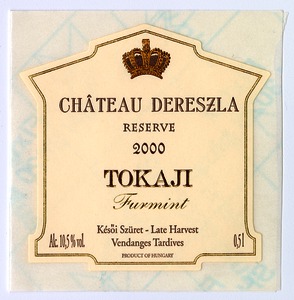 CHÂTEAU DERESZLA
RESERVE
2000
TOKAJI
Furmint
Késői Szüret - Late Harvest
Alc. 10,5 % vol. Vendanges Tardives 0,5 l
PRODUCT OF HUNGARY